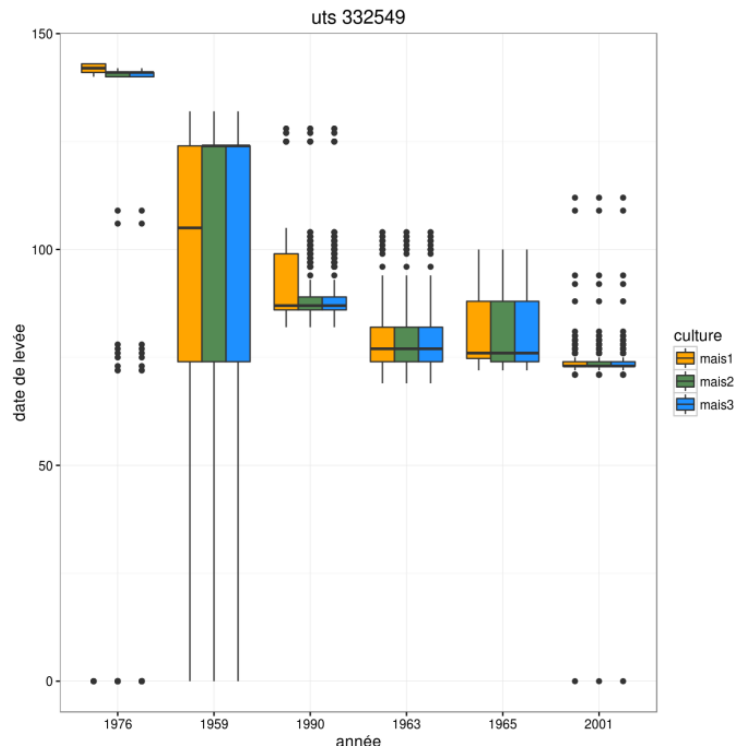 uts 332549
150
100
50
0
date de levée
1976 1959 1990 1963 1965 2001
année
culture
mais1
mais2
mais3